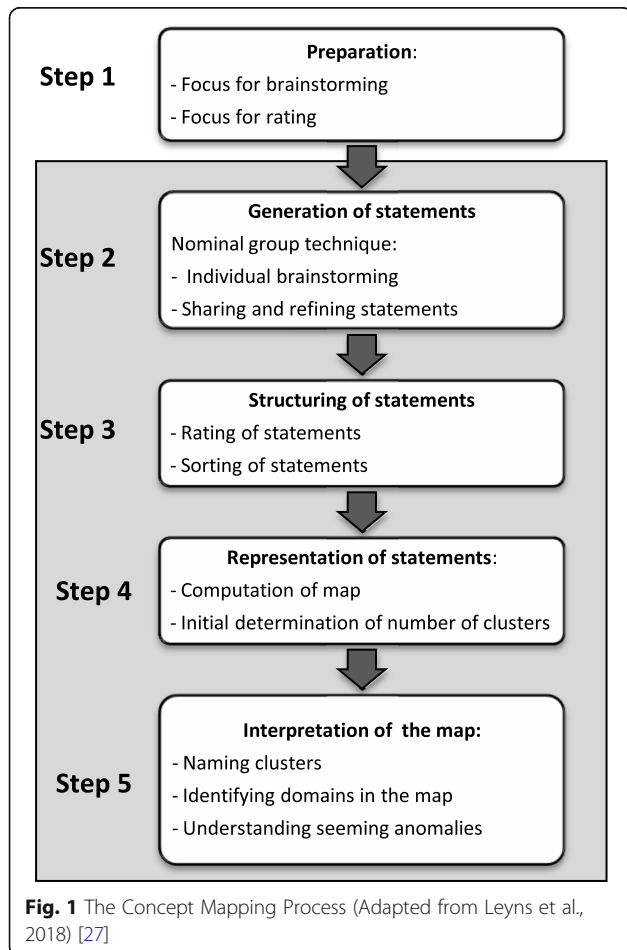 Step 1
Preparation:
- Focus for brainstorming
- Focus for rating
Step 2
Generation of statements
Nominal group technique:
- Individual brainstorming
- Sharing and refining statements
Step 3
Structuring of statements
- Rating of statements
- Sorting of statements
Step 4
Representation of statements:
- Computation of map
- Initial determination of number of clusters
Step 5
Interpretation of the map:
- Naming clusters
- Identifying domains in the map
- Understanding seeming anomalies
Fig. 1 The Concept Mapping Process (Adapted from Leyns et al.,
2018) [27]